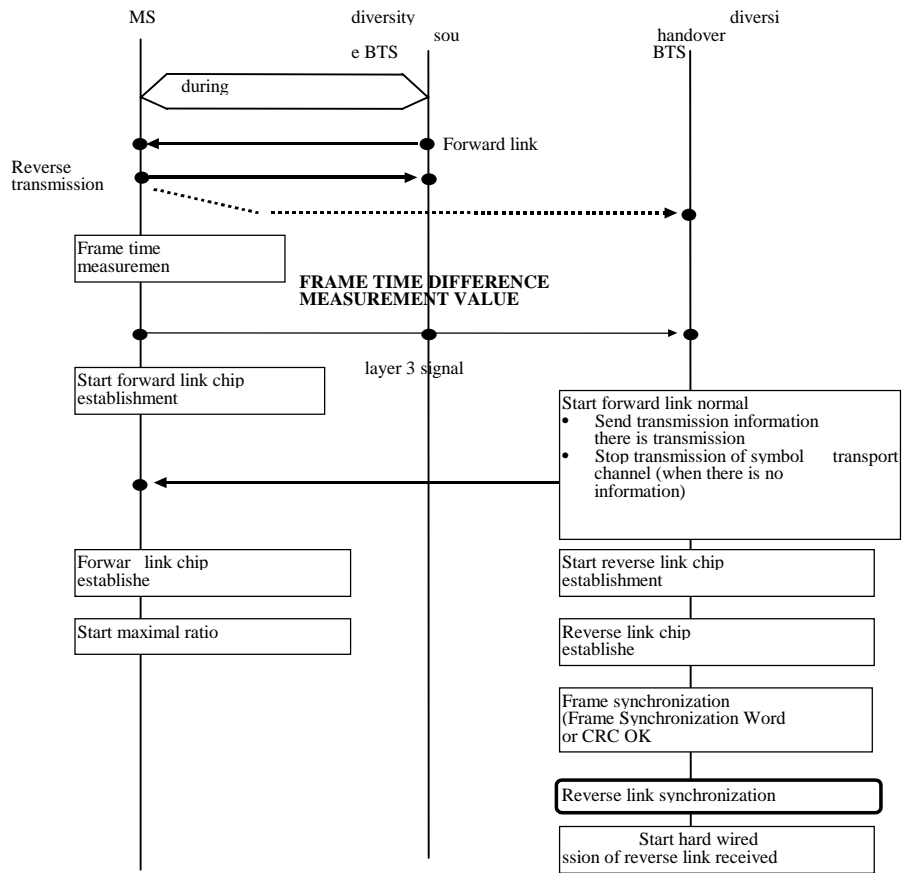 MS
diversity
diversi
sou
handover
e BTS
BTS
during
Forward link
Reverse
transmission
Frame time
measuremen
FRAME TIME DIFFERENCE
MEASUREMENT VALUE
layer 3 signal
Start forward link chip
establishment
Start forward link normal
• Send transmission information
there is transmission
• Stop transmission of symbol transport
channel (when there is no
information)
Forwar link chip
establishe
Start reverse link chip
establishment
Start maximal ratio
Reverse link chip
establishe
Frame synchronization
(Frame Synchronization Word
or CRC OK
Reverse link synchronization
Start hard wired
ssion of reverse link received